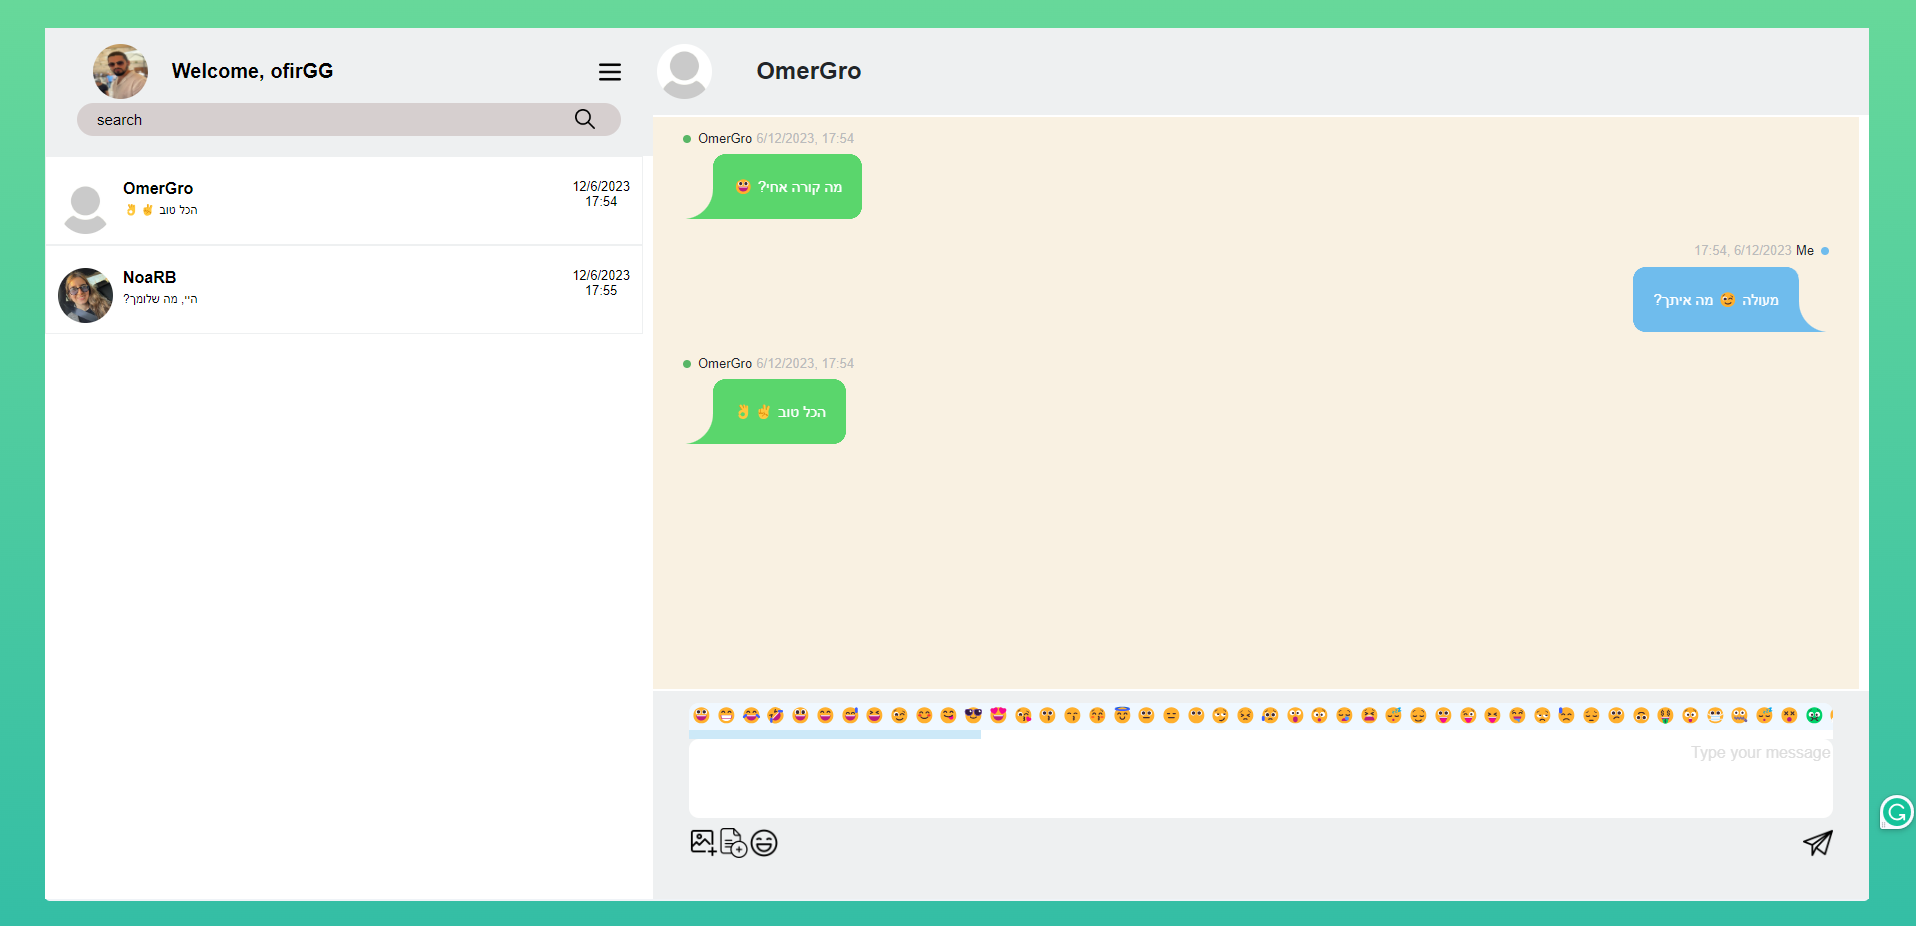 Welcome, ofirGG
search
OmerGro
12/6/2023
17:54
הכל טוב ✌️ 👌
NoaRB
12/6/2023
17:55
היי, מה שלומך?
OmerGro
OmerGro 6/12/2023, 17:54
מה קורה אחי? 😀
17:54, 6/12/2023 Me
מעולה 😉 מה איתך?
OmerGro 6/12/2023, 17:54
הכל טוב ✌️ 👌
Type your message